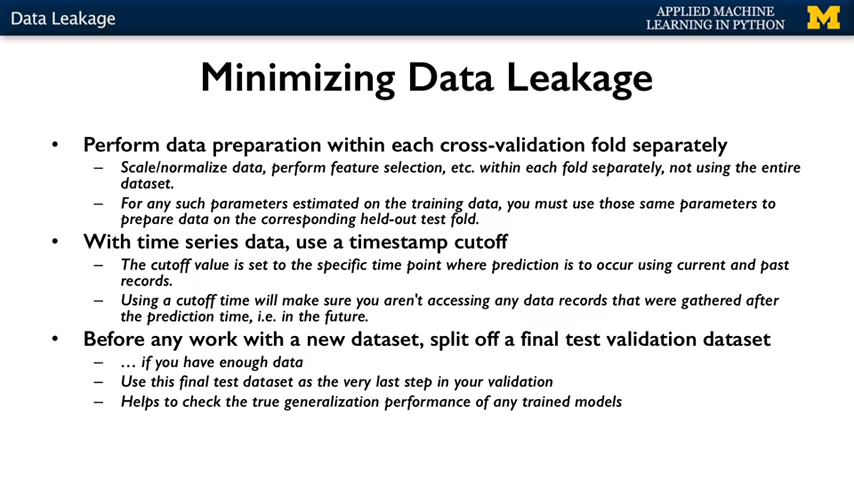 Data Leakage
APPLIED MACHINE
LEARNING IN PYTHON
M
Minimizing Data Leakage
• Perform data preparation within each cross-validation fold separately
– Scale/normalize data, perform feature selection, etc. within each fold separately, not using the entire
dataset.
– For any such parameters estimated on the training data, you must use those same parameters to
prepare data on the corresponding held-out test fold.
• With time series data, use a timestamp cutoff
– The cutoff value is set to the specific time point where prediction is to occur using current and past
records.
– Using a cutoff time will make sure you aren't accessing any data records that were gathered after
the prediction time, i.e. in the future.
• Before any work with a new dataset, split off a final test validation dataset
– … if you have enough data
– Use this final test dataset as the very last step in your validation
– Helps to check the true generalization performance of any trained models